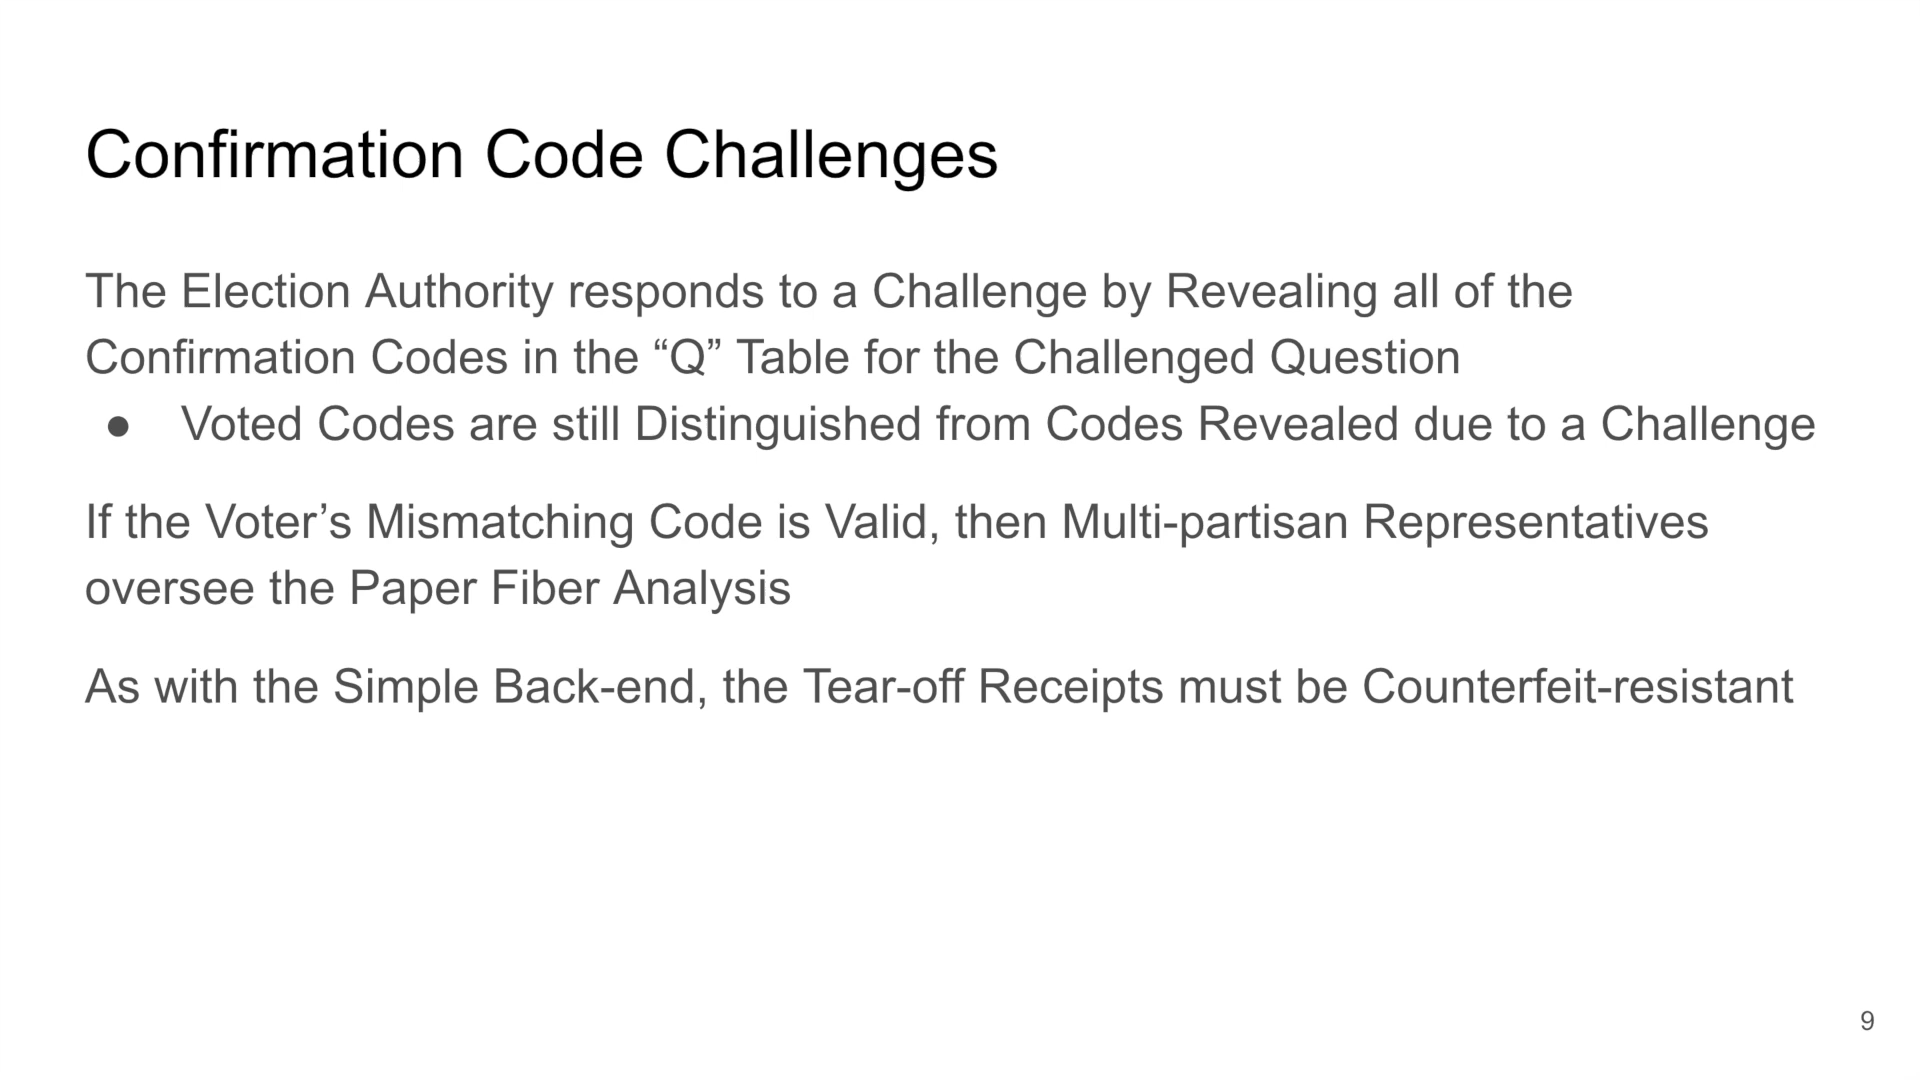 Confirmation Code Challenges
The Election Authority responds to a Challenge by Revealing all of the
Confirmation Codes in the “Q” Table for the Challenged Question
● Voted Codes are still Distinguished from Codes Revealed due to a Challenge
If the Voter’s Mismatching Code is Valid, then Multi-partisan Representatives
oversee the Paper Fiber Analysis
As with the Simple Back-end, the Tear-off Receipts must be Counterfeit-resistant
9